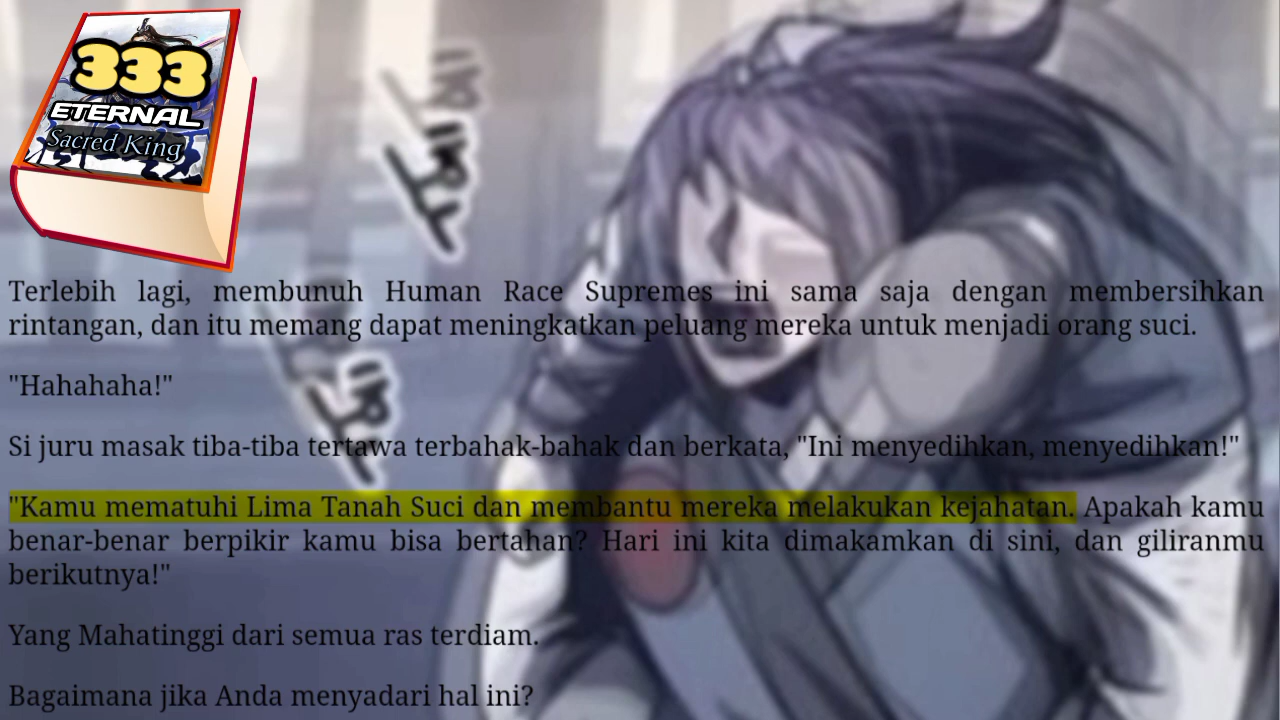 333
ETERNAL
Sacred King
Terlebih lagi, membunuh Human Race Supremes ini sama saja dengan membersihkan
rintangan, dan itu memang dapat meningkatkan peluang mereka untuk menjadi orang suci.
"Hahahaha!"
Si juru masak tiba-tiba tertawa terbahak-bahak dan berkata, "Ini menyedihkan, menyedihkan!"
"Kamu mematuhi Lima Tanah Suci dan membantu mereka melakukan kejahatan. Apakah kamu
benar-benar berpikir kamu bisa bertahan? Hari ini kita dimakamkan di sini, dan giliranmu
berikutnya!"
Yang Mahatinggi dari semua ras terdiam.
Bagaimana jika Anda menyadari hal ini?